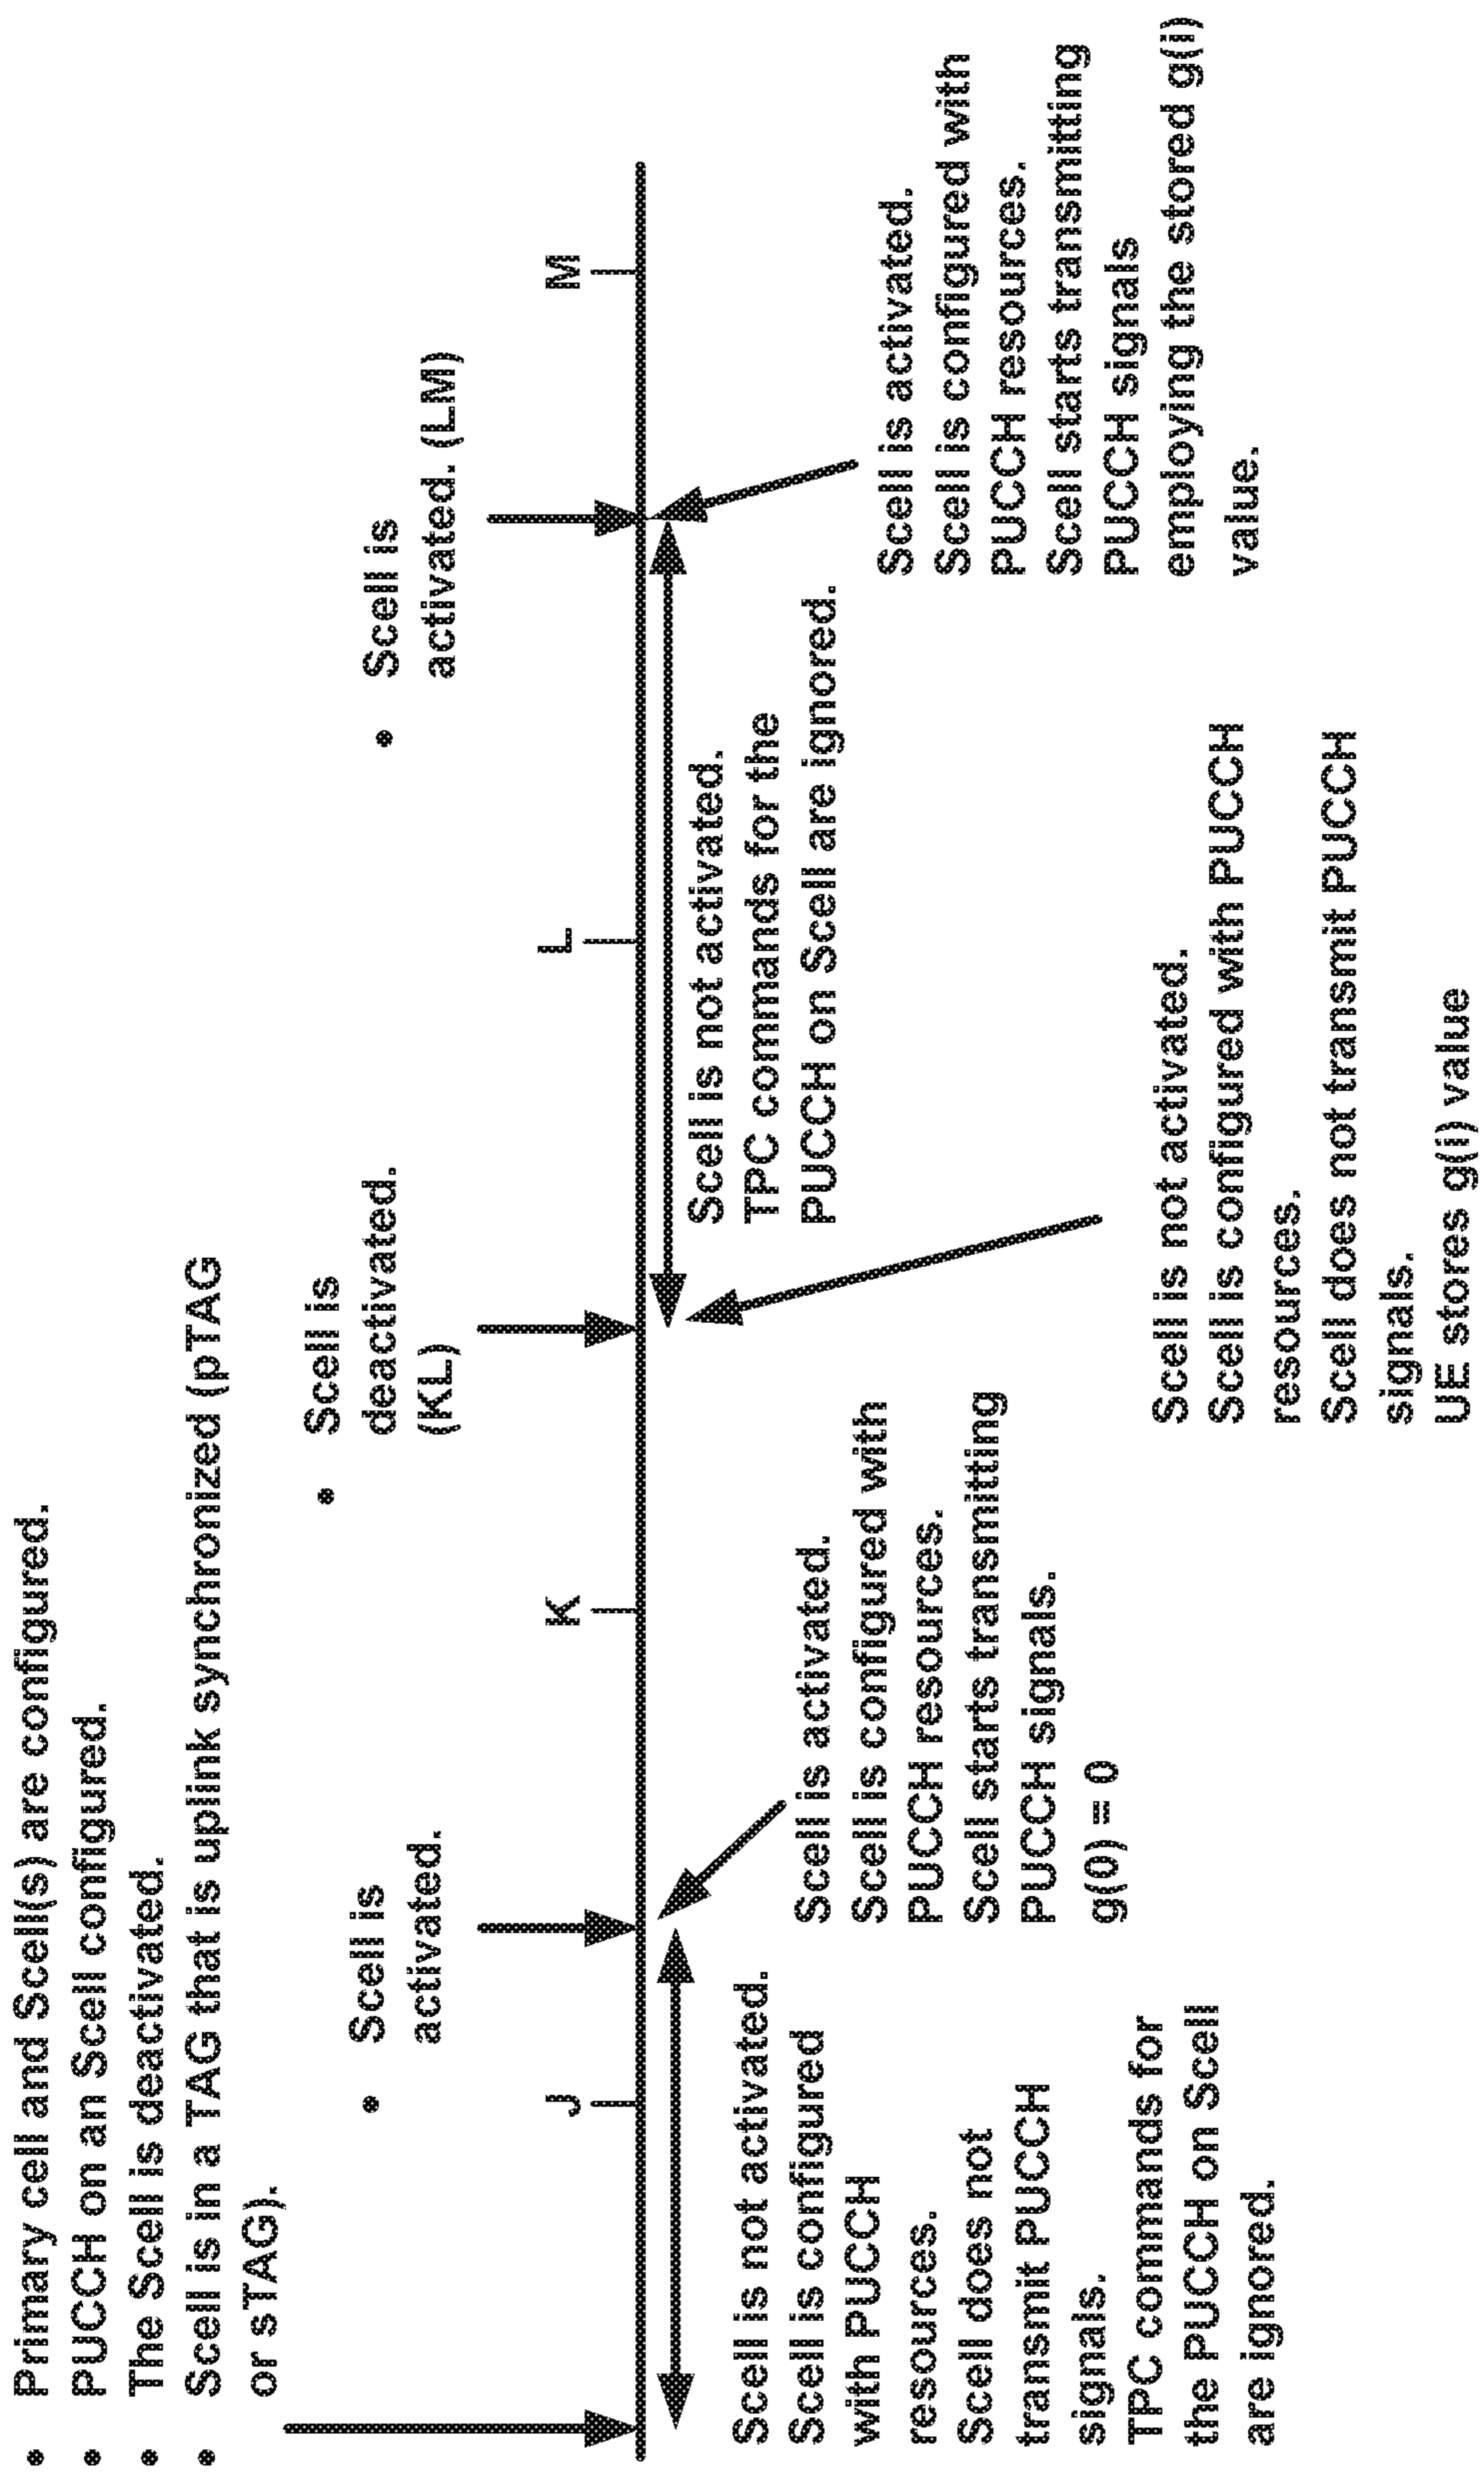 • Primary cell and Scell(s) are configured.
• PUCCH on an Scell configured.
• The Scell is deactivated.
• Scell is in a TAG that is uplink synchronized (pTAG
or sTAG).
• Scell is
activated.
• Scell is
deactivated.
(KL)
• Scell is
activated. (LM)
J
K
L
M
Scell is not activated.
Scell is configured
with PUCCH
resources.
Scell does not
transmit PUCCH
signals.
TPC commands for
the PUCCH on Scell
are ignored.
Scell is activated.
Scell is configured with
PUCCH resources.
Scell starts transmitting
PUCCH signals.
g(0) = 0
Scell is not activated.
TPC commands for the
PUCCH on Scell are ignored.
Scell is not activated.
Scell is configured with PUCCH
resources.
Scell does not transmit PUCCH
signals.
UE stores g(i) value
Scell is activated.
Scell is configured with
PUCCH resources.
Scell starts transmitting
PUCCH signals
employing the stored g(i)
value.